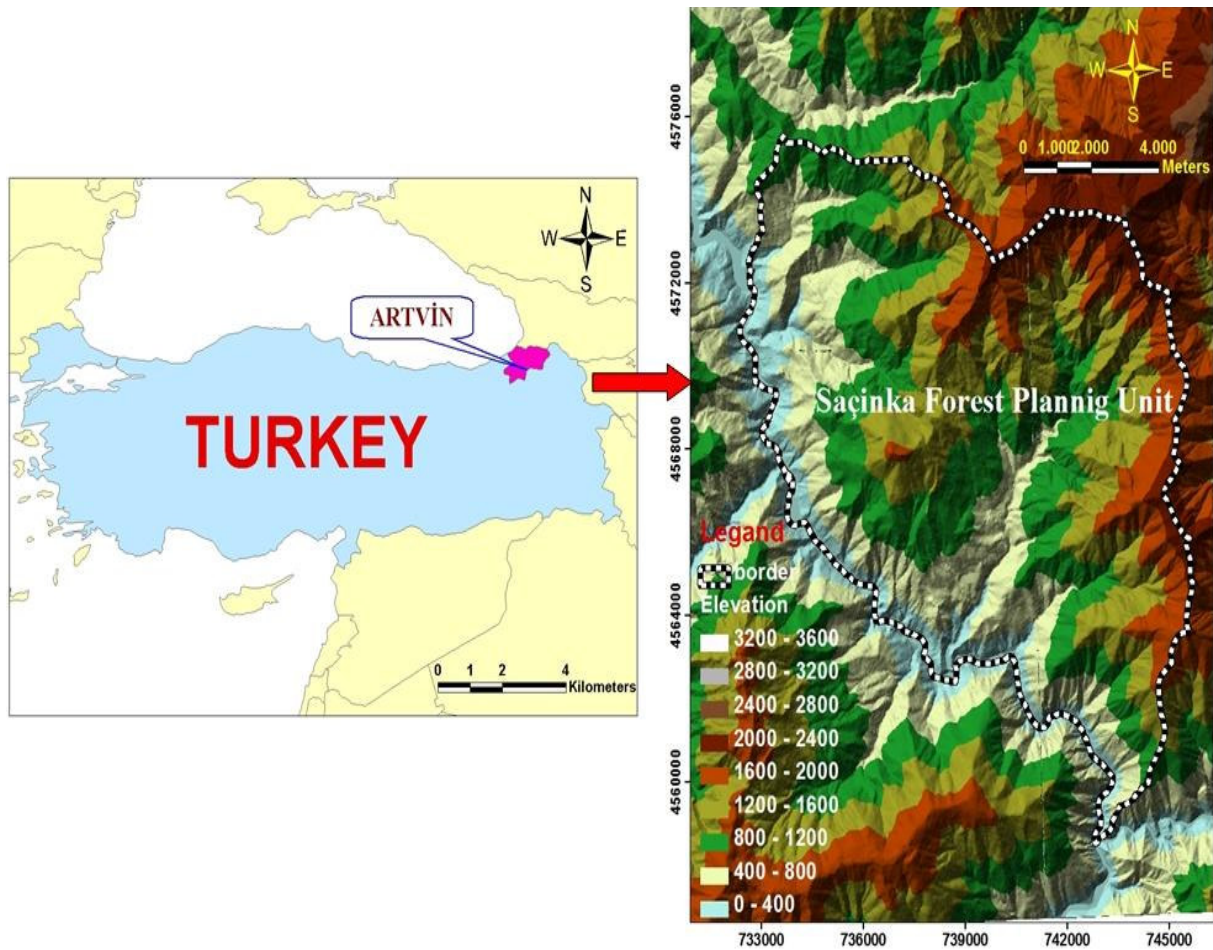 N
W E
S
ARTVİN
TURKEY
0 1 2 4
Kilometers
N
W E
S
0 1.000 2.000 4.000
Meters
4576000
4572000
4568000
4564000
4560000
Saçinka Forest Plannig Unit
Legand
border
Elevation
3200 - 3600
2800 - 3200
2400 - 2800
2000 - 2400
1600 - 2000
1200 - 1600
800 - 1200
400 - 800
0 - 400
733000 736000 739000 742000 745000